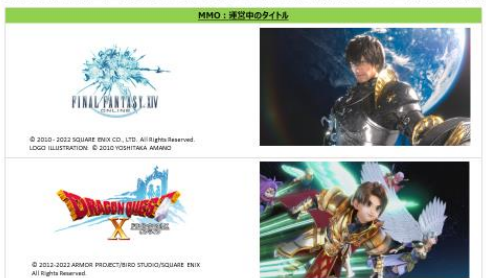 MMO：運営中のタイトル
FINAL FANTASY XIV
ONLINE
© 2010 - 2022 SQUARE ENIX CO., LTD. All Rights Reserved.
LOGO ILLUSTRATION: © 2010 YOSHITAKA AMANO
DRAGON QUEST
X
© 2012-2022 ARMOR PROJECT/BIRD STUDIO/SQUARE ENIX
All Rights Reserved.